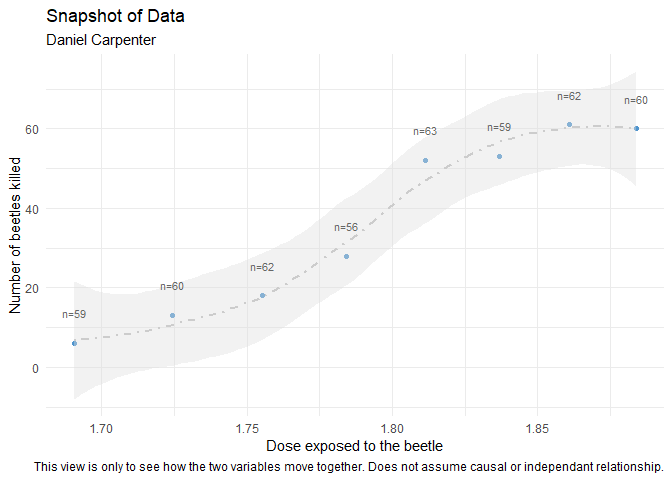 Snapshot of Data
Daniel Carpenter
Number of beetles killed
60
40
20
0
n=59
n=60
n=62
n=56
n=63
n=59
n=62
n=60
1.70 1.75 1.80 1.85
Dose exposed to the beetle
This view is only to see how the two variables move together. Does not assume causal or independant relationship.